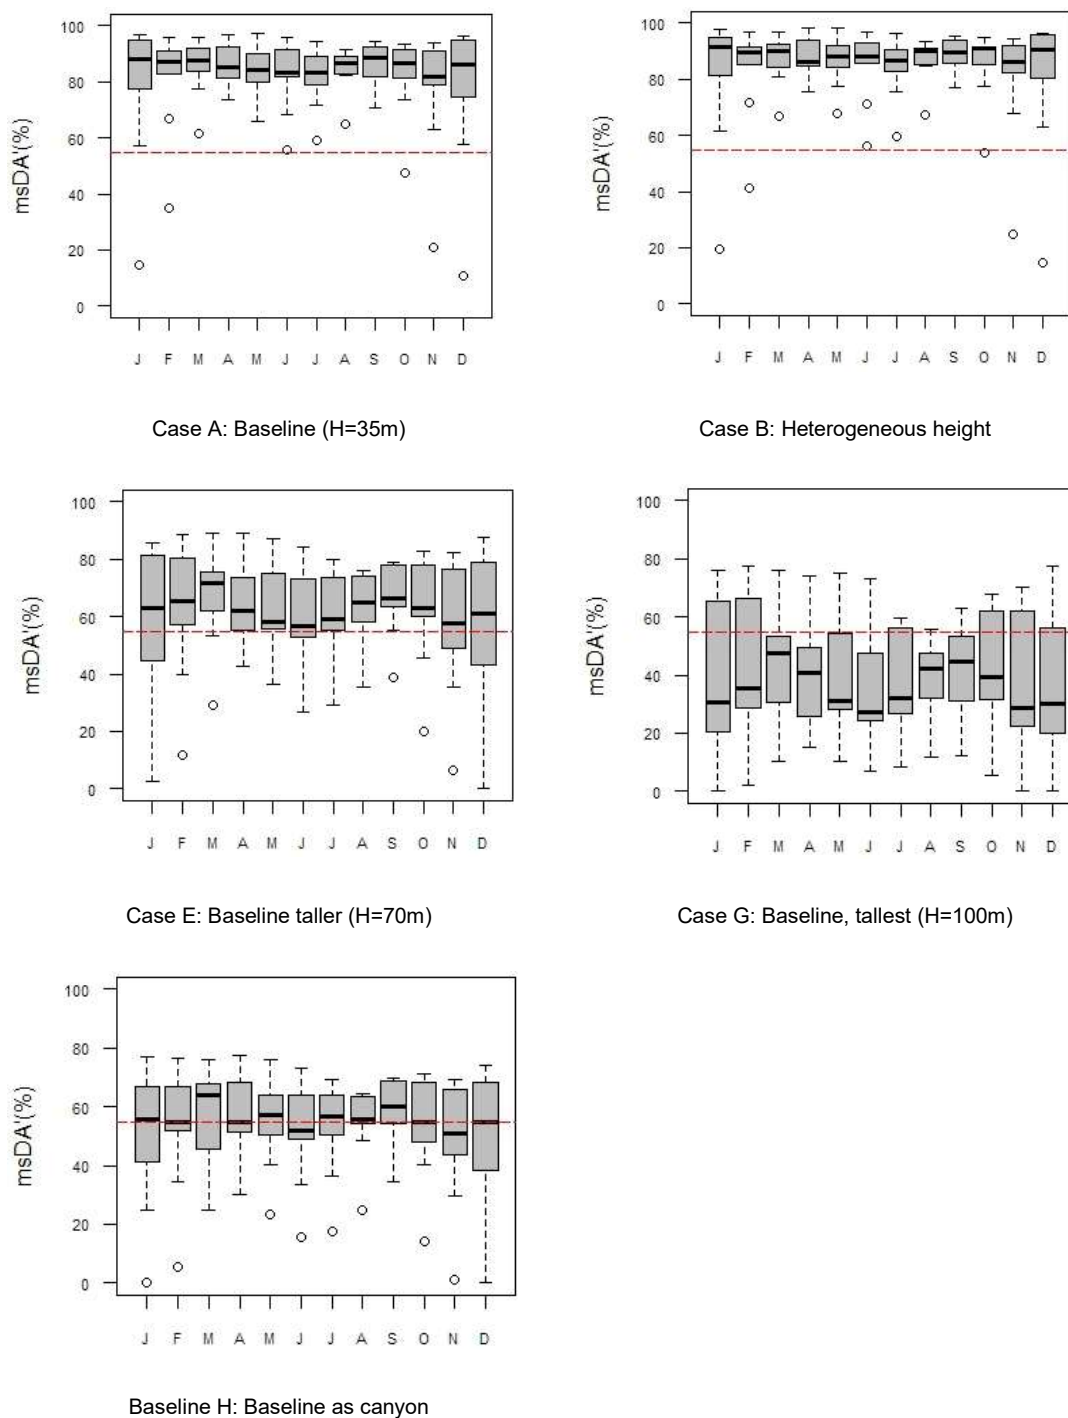 100
80
60
40
20
0
msDA'(%)
J F M A M J J A S O N D
Case A: Baseline (H=35m)
100
80
60
40
20
0
msDA'(%)
J F M A M J J A S O N D
Case B: Heterogeneous height
100
80
60
40
20
0
msDA'(%)
J F M A M J J A S O N D
Case E: Baseline taller (H=70m)
100
80
60
40
20
0
msDA'(%)
J F M A M J J A S O N D
Case G: Baseline, tallest (H=100m)
100
80
60
40
20
0
msDA'(%)
J F M A M J J A S O N D
Baseline H: Baseline as canyon